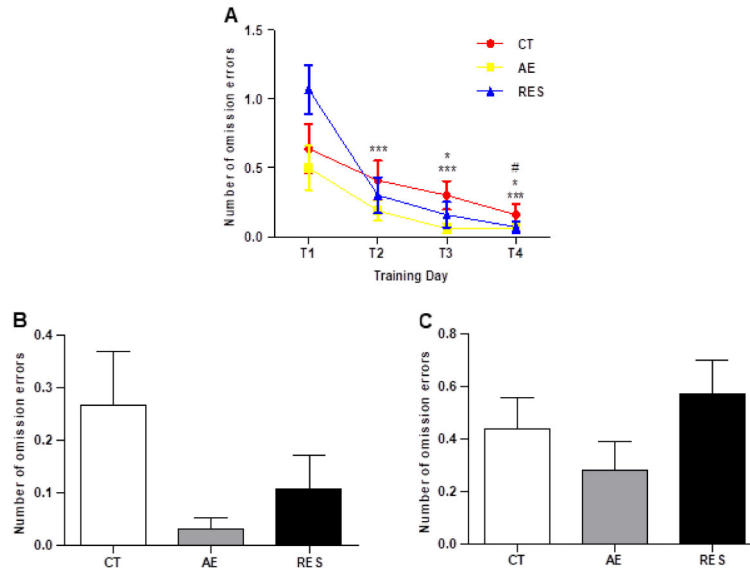 A
1.5
1.0
0.5
0.0
Number of omission errors
CT
AE
RES
***
*
***
#
*
***
T1 T2 T3 T4
Training Day
B
0.4
0.3
0.2
0.1
0.0
Number of omission errors
CT AE RES
C
0.8
0.6
0.4
0.2
0.0
Number of omission errors
CT AE RES